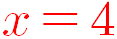 x = 4